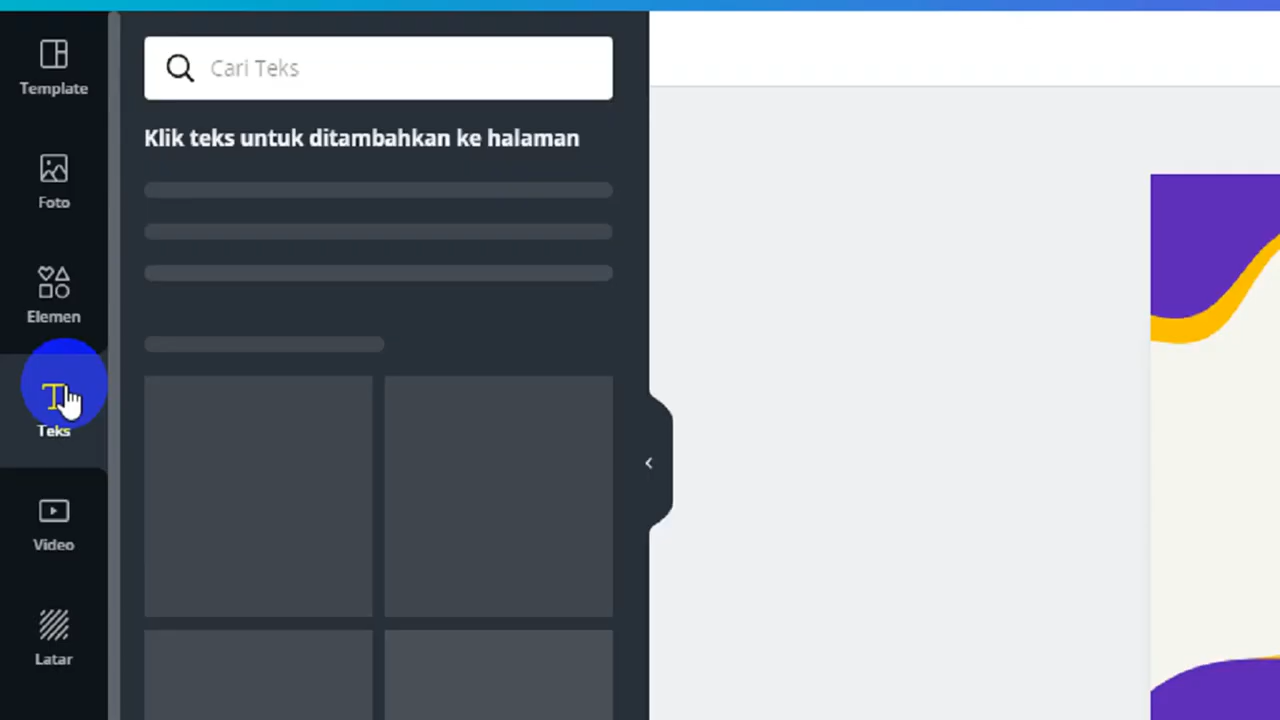 Template
Foto
Elemen
Teks
Video
Latar
Cari Teks
Klik teks untuk ditambahkan ke halaman